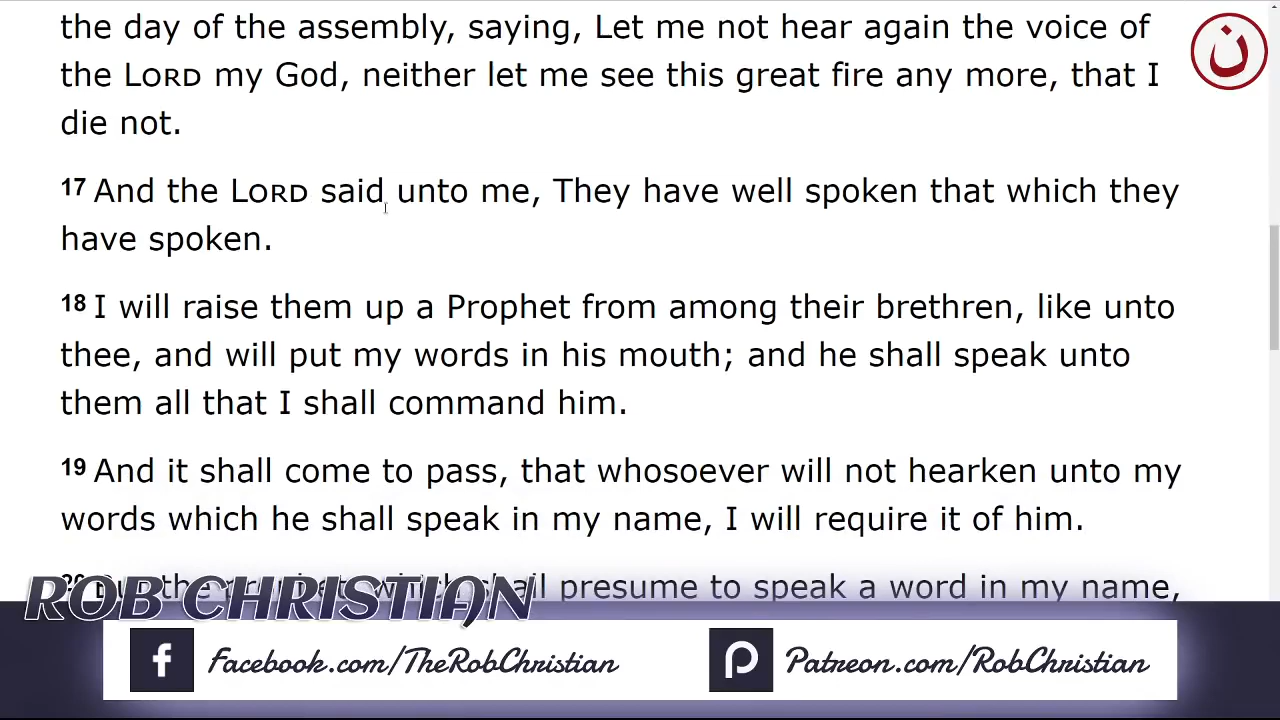 the day of the assembly, saying, Let me not hear again the voice of
the LORD my God, neither let me see this great fire any more, that I
die not.
17 And the LORD said unto me, They have well spoken that which they
have spoken.
18 I will raise them up a Prophet from among their brethren, like unto
thee, and will put my words in his mouth; and he shall speak unto
them all that I shall command him.
19 And it shall come to pass, that whosoever will not hearken unto my
words which he shall speak in my name, I will require it of him.
20 But the prophet, which shall presume to speak a word in my name,
ROB CHRISTIAN
Facebook.com/TheRobChristian
Patreon.com/RobChristian
ن